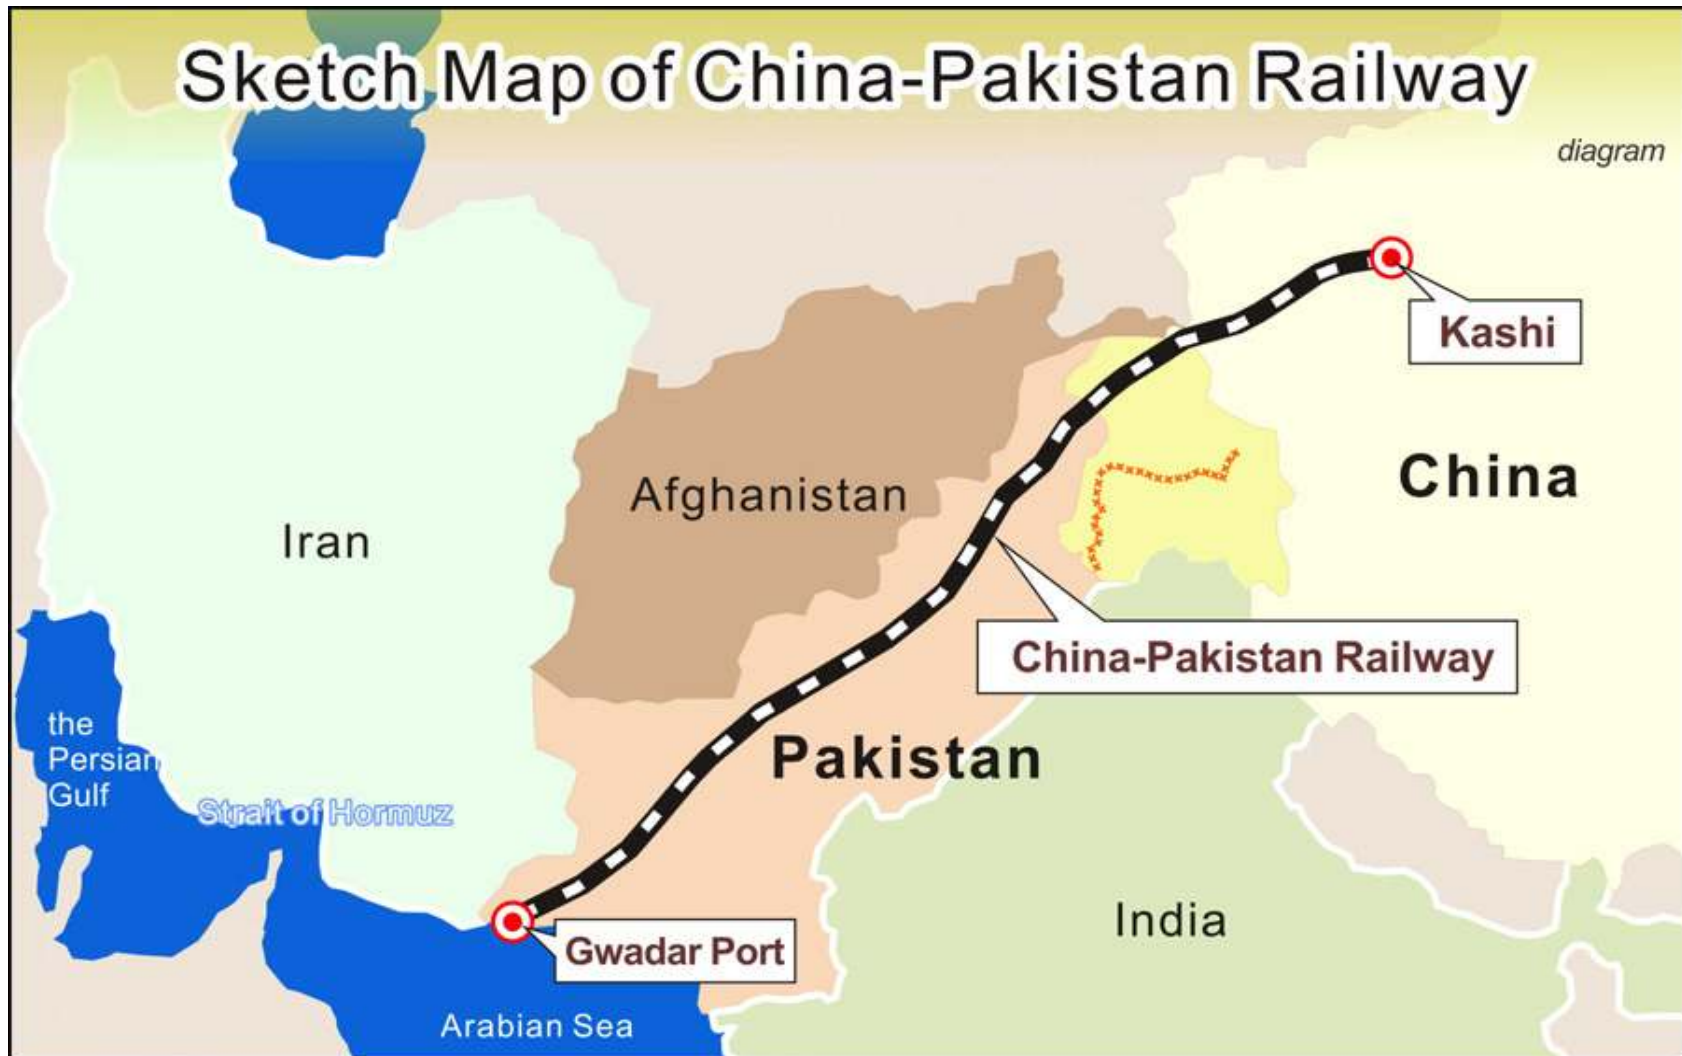 Sketch Map of China-Pakistan Railway
diagram
Kashi
China
Afghanistan
Iran
China-Pakistan Railway
the
Persian
Gulf
Pakistan
Strait of Hormuz
India
Gwadar Port
Arabian Sea